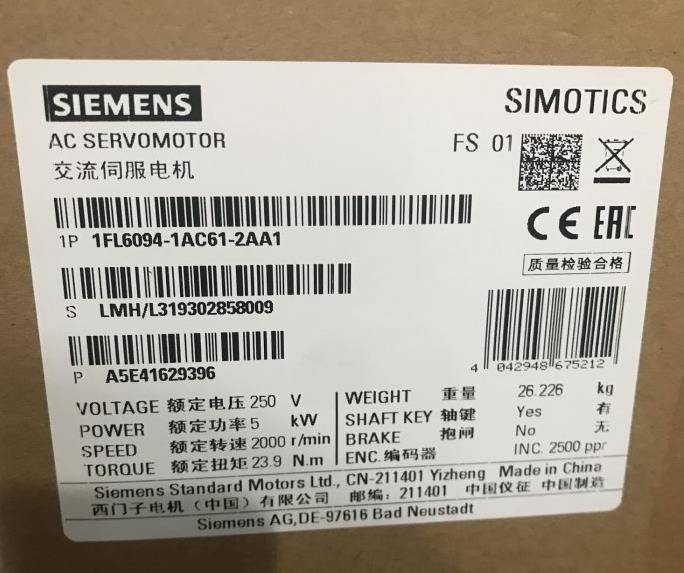 SIEMENS
SIMOTICS
AC SERVOMOTOR
FS 01
交流伺服电机
1P 1FL6094-1AC61-2AA1
CE EAC
质量检验合格
S LMH/L319302858009
4 042948 675212
P A5E41629396
VOLTAGE 额定电压 250 V
POWER 额定功率 5 kW
SPEED 额定转速 2000 r/min
TORQUE 额定扭矩 23.9 N.m
WEIGHT 重量 26.226 kg
SHAFT KEY 轴键 Yes 有
BRAKE 抱闸 No 无
ENC. 编码器 INC. 2500 ppr
Siemens Standard Motors Ltd., CN-211401 Yizheng Made in China
西门子电机（中国）有限公司 邮编：211401 中国仪征 中国制造
Siemens AG,DE-97616 Bad Neustadt